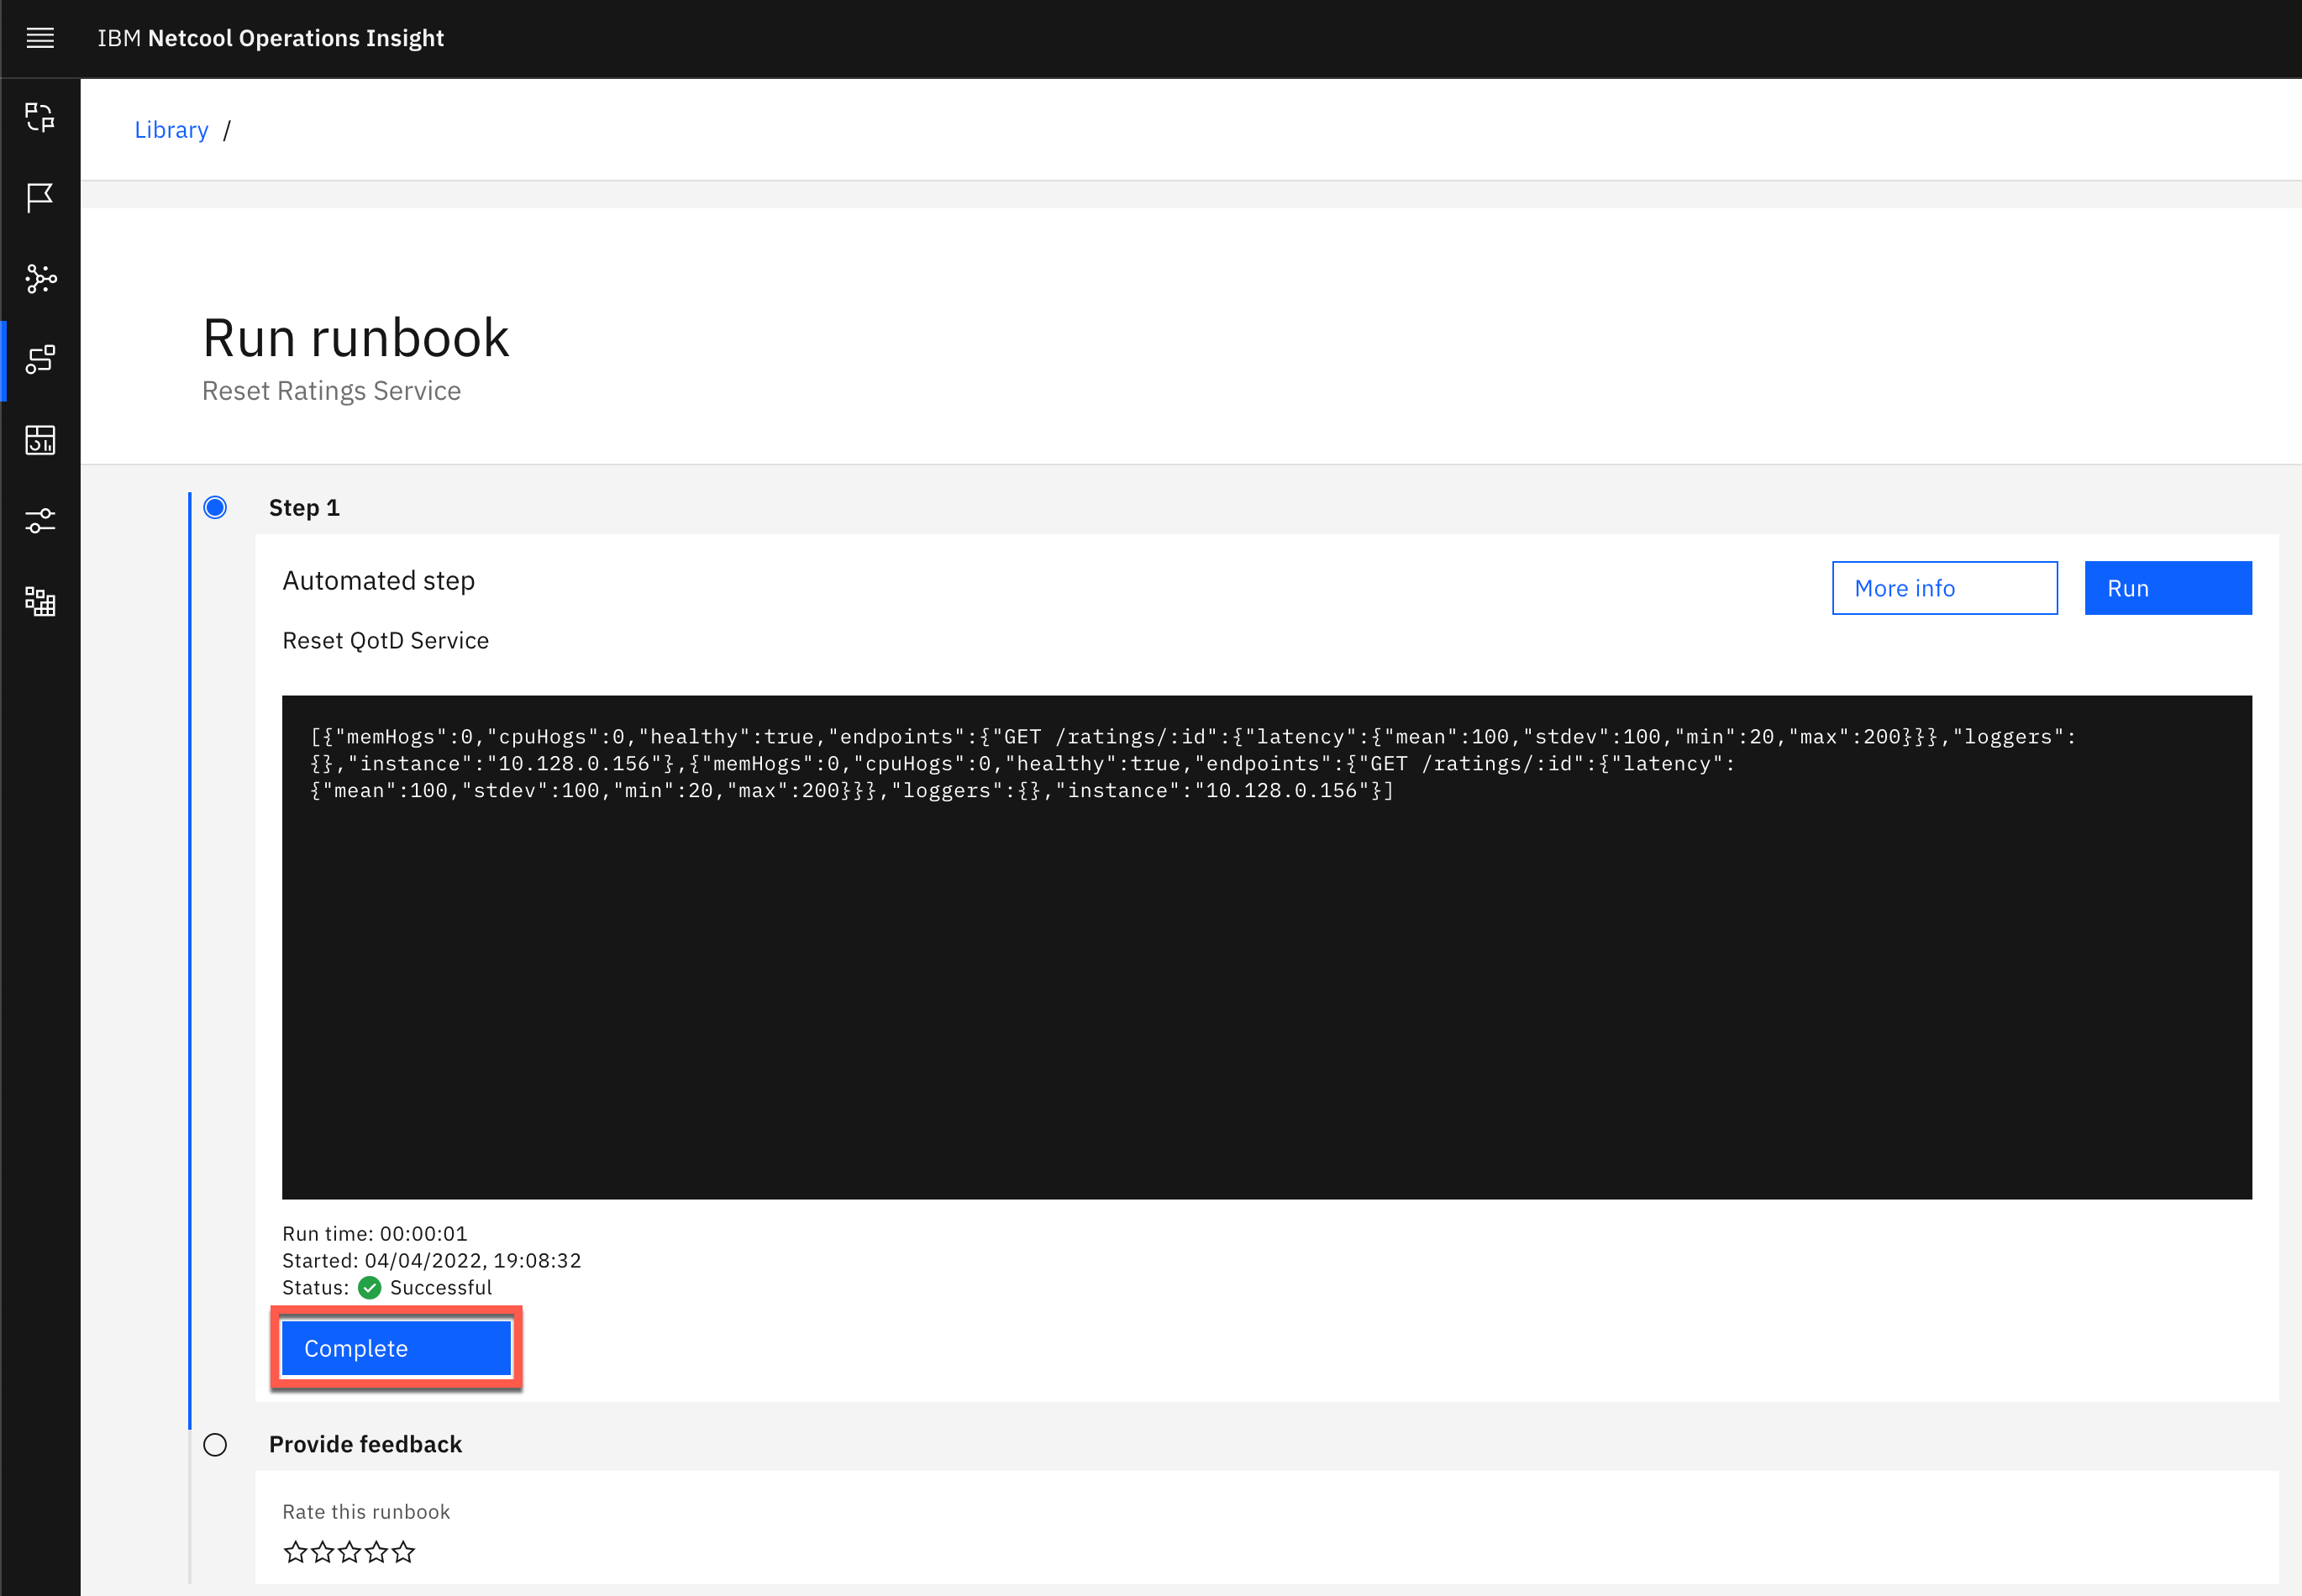 IBM Netcool Operations Insight
Library /
Run runbook
Reset Ratings Service
Step 1
Automated step
More info
Run
Reset QotD Service
[{"memHogs":0,"cpuHogs":0,"healthy":true,"endpoints":{"GET /ratings/:id":{"latency":{"mean":100,"stdev":100,"min":20,"max":200}}},"loggers":
{},"instance":"10.128.0.156"},{"memHogs":0,"cpuHogs":0,"healthy":true,"endpoints":{"GET /ratings/:id":{"latency":
{"mean":100,"stdev":100,"min":20,"max":200}}},"loggers":{},"instance":"10.128.0.156"}]
Run time: 00:00:01
Started: 04/04/2022, 19:08:32
Status: Successful
Complete
Provide feedback
Rate this runbook